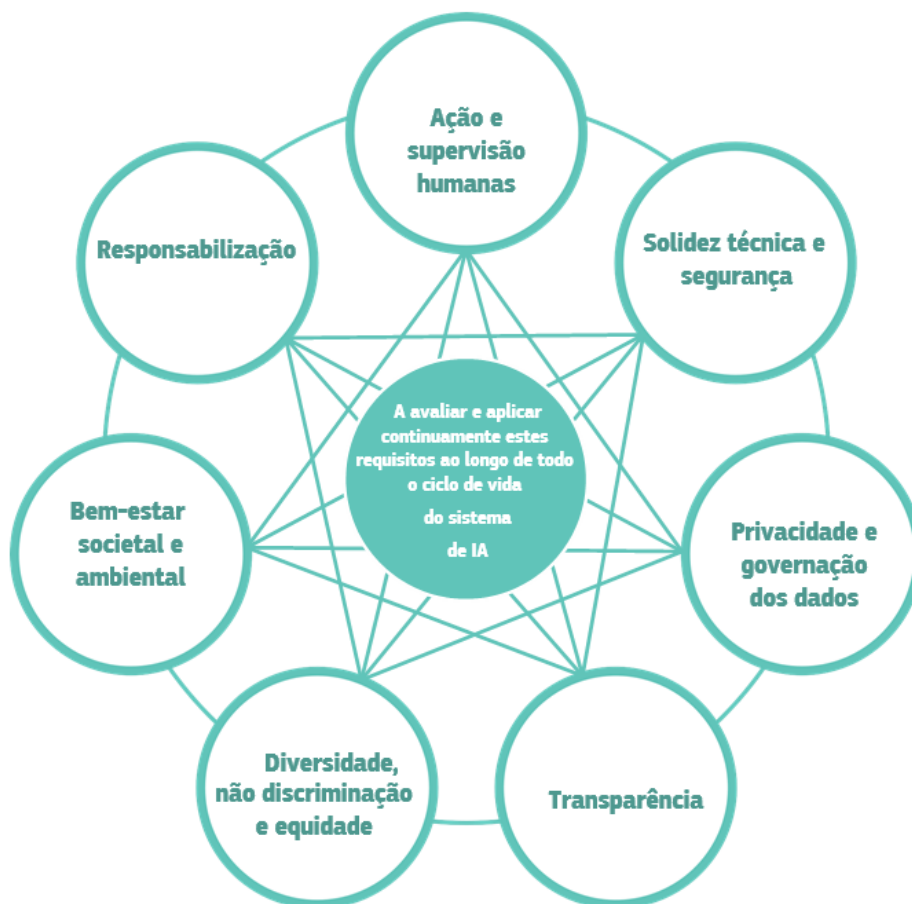 Ação e
supervisão
humanas
Solidez técnica e
segurança
Privacidade e
governação
dos dados
Transparência
Diversidade,
não discriminação
e equidade
Bem-estar
societal e
ambiental
Responsabilização
A avaliar e aplicar
continuamente estes
requisitos ao longo de todo
o ciclo de vida
do sistema
de IA